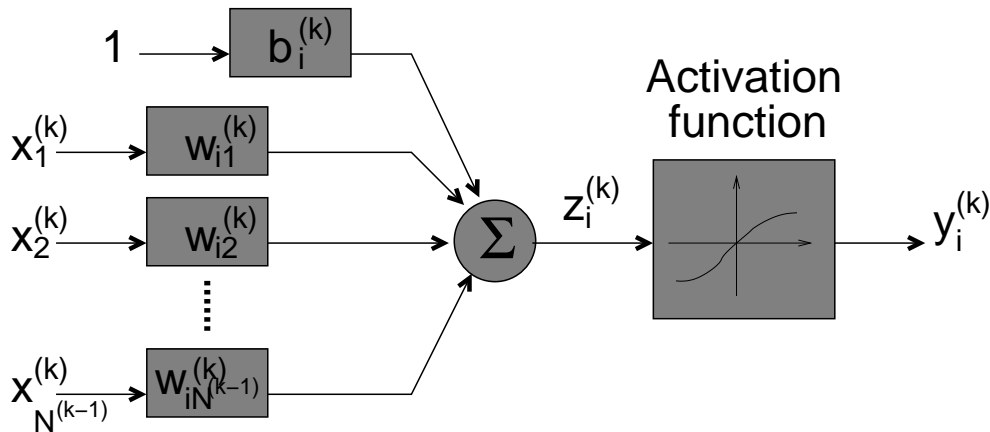 1
b_i^(k)
Activation
function
x_1^(k)
w_i1^(k)
x_2^(k)
w_i2^(k)
Σ
z_i^(k)
y_i^(k)
x_N^(k-1)^(k)
w_iN^(k-1)^(k)